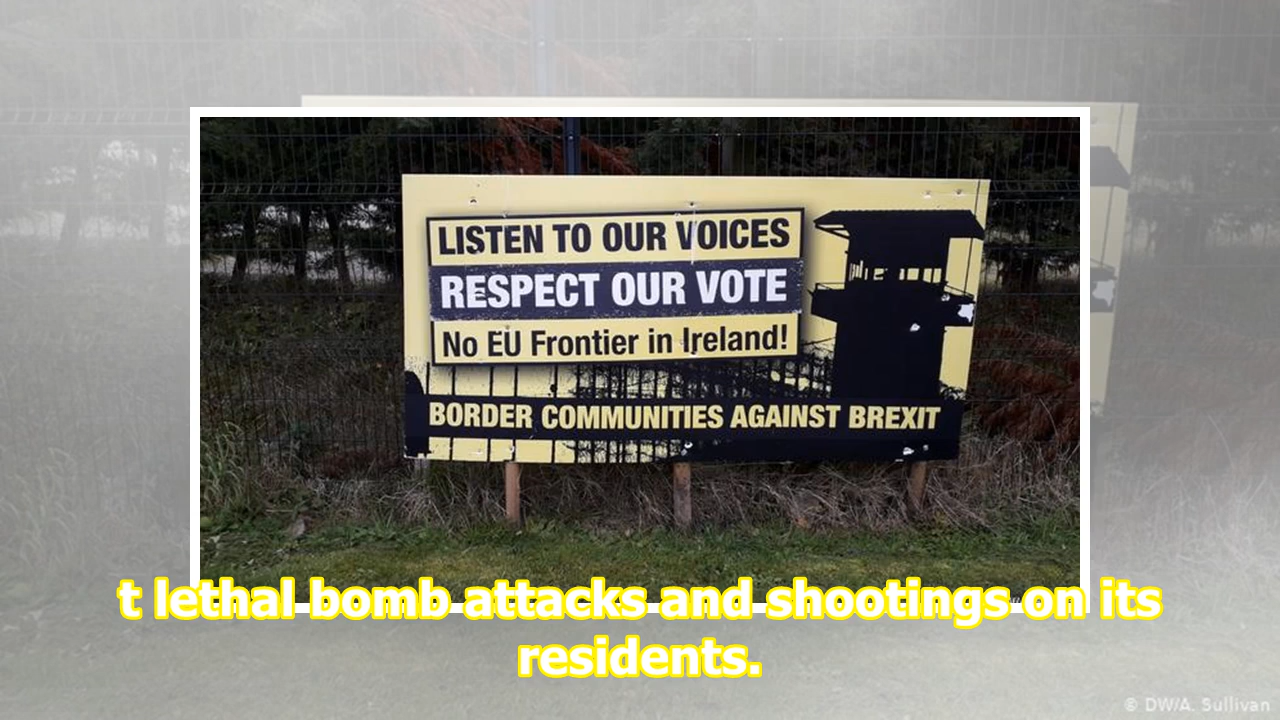 LISTEN TO OUR VOICES
RESPECT OUR VOTE
No EU Frontier in Ireland!
BORDER COMMUNITIES AGAINST BREXIT
t lethal bomb attacks and shootings on its
residents.
© DW/A. Sullivan